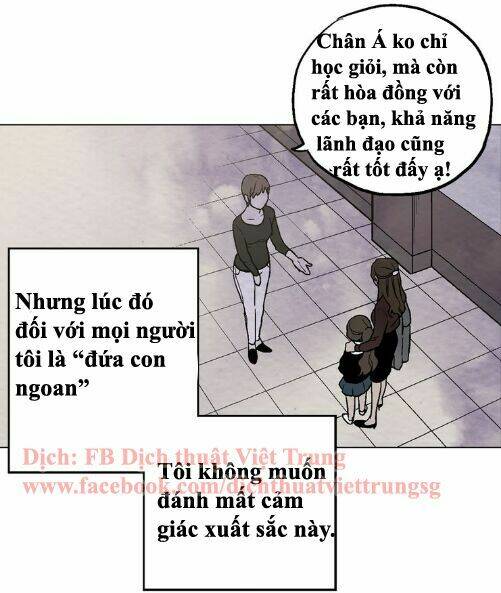 Chân Á ko chỉ
học giỏi, mà còn
rất hòa đồng với
các bạn, khả năng
lãnh đạo cũng
rất tốt đấy ạ!
Nhưng lúc đó
đối với mọi người
tôi là “đứa con
ngoan”
Dịch: FB Dịch thuật Việt Trung
www.facebook.com/dichthuatviettrungsg
Tôi không muốn
đánh mất cảm
giác xuất sắc này.